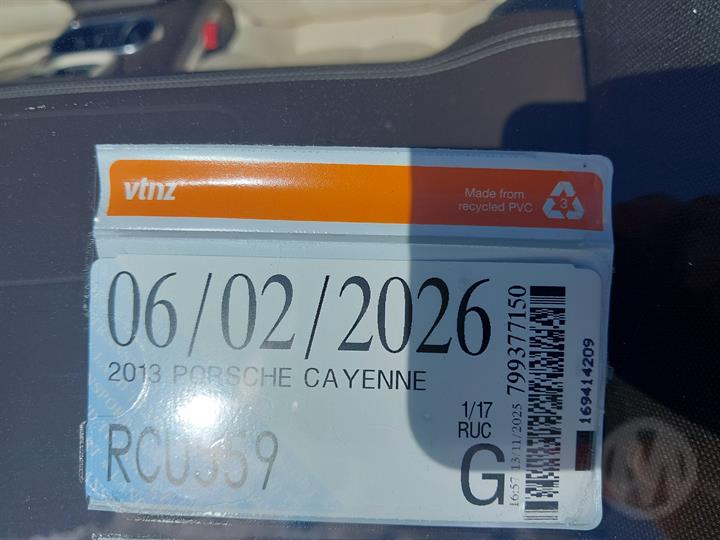 vtnz
Made from
recycled PVC
3
06/02/2026
2013 PORSCHE CAYENNE
1/17
RUC
G
16:57 13/11/2025
799377150
169414209